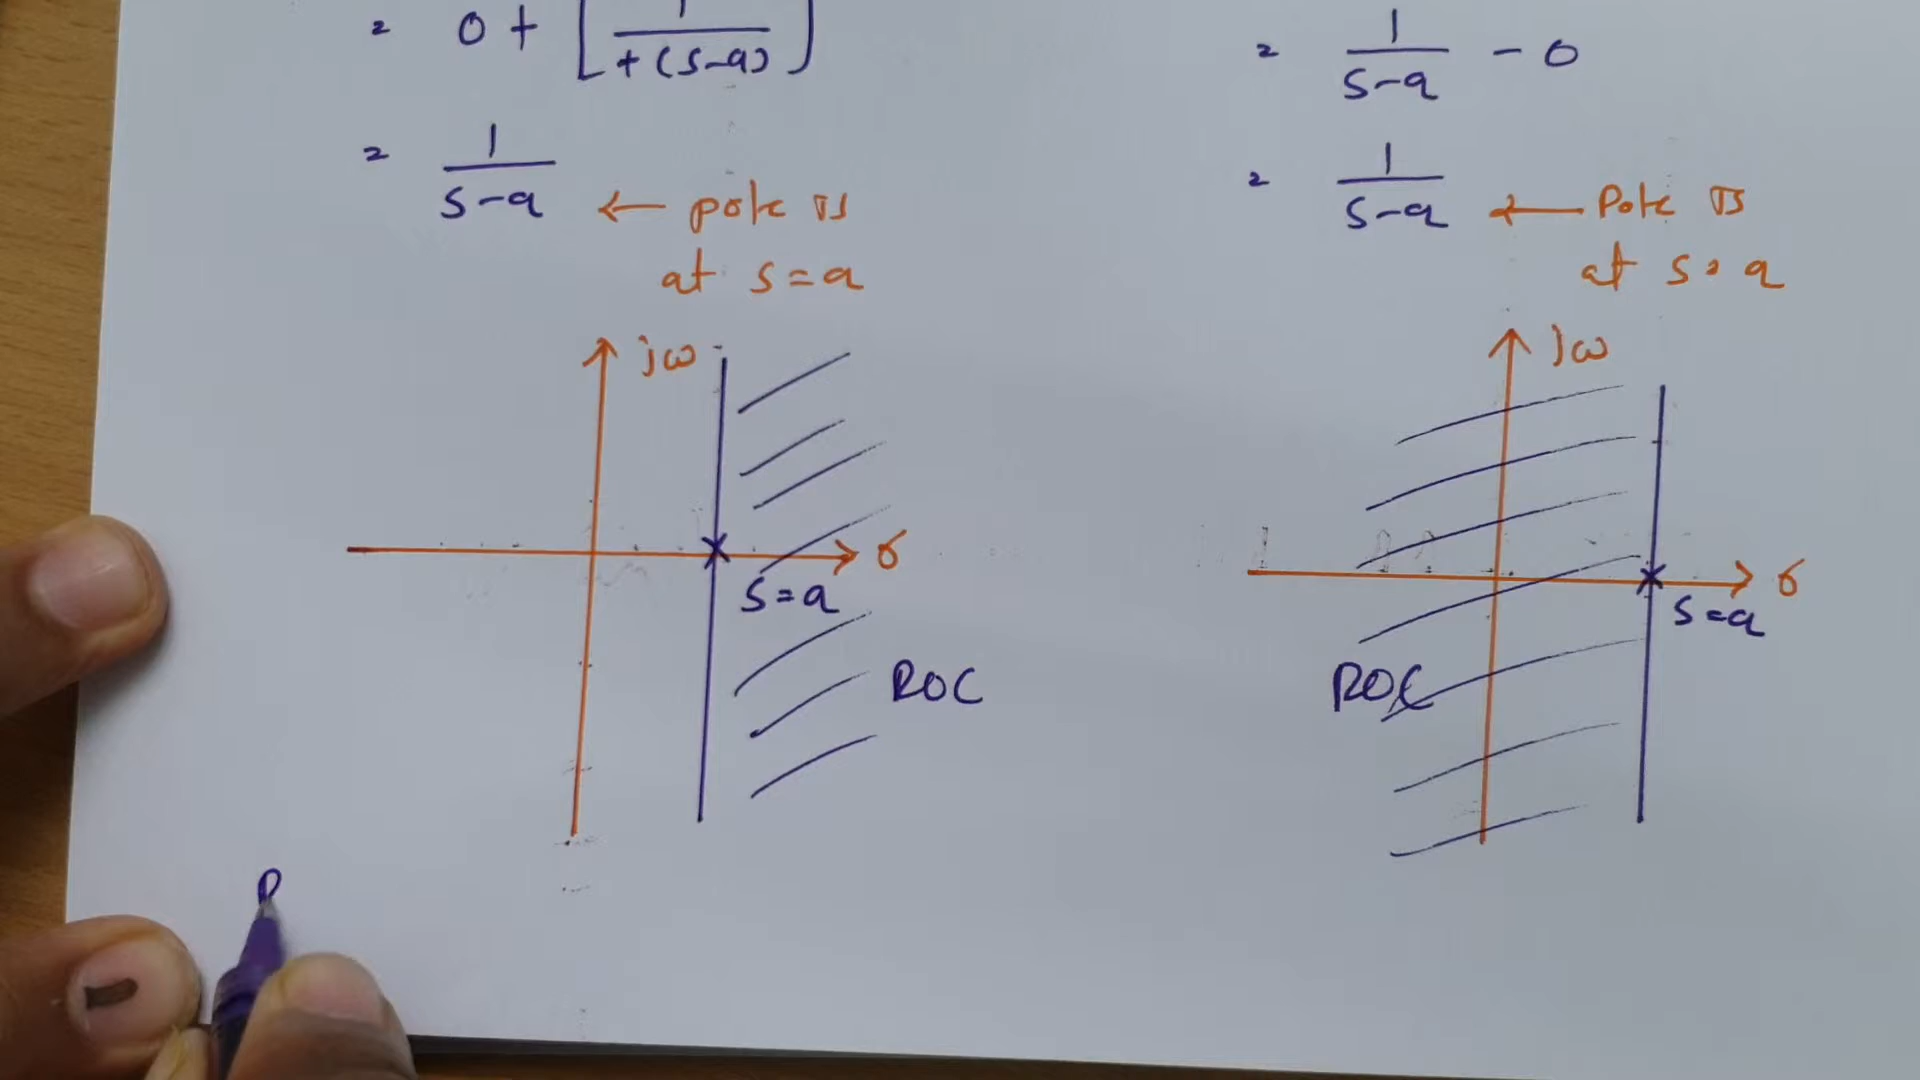 = 0 + [ 1 / +(s-a) ]
= 1 / s-a ← pole is
at s = a
jω
σ
s=a
ROC
= 1 / s-a - 0
= 1 / s-a ← Pole is
at s = a
jω
σ
s=a
ROC